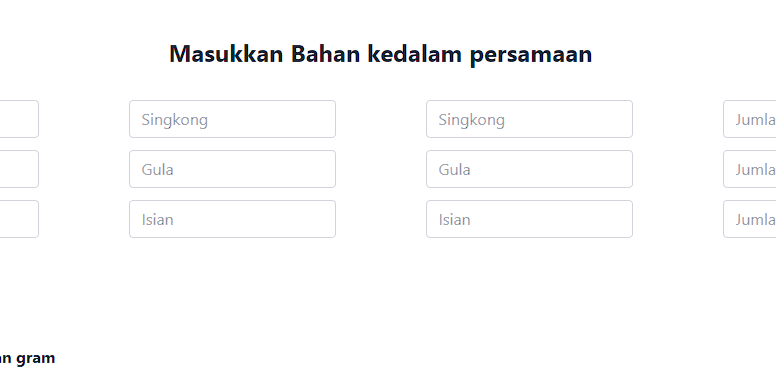 Masukkan Bahan kedalam persamaan
Singkong Singkong Jumla
Gula Gula Jumla
Isian Isian Jumla
an gram